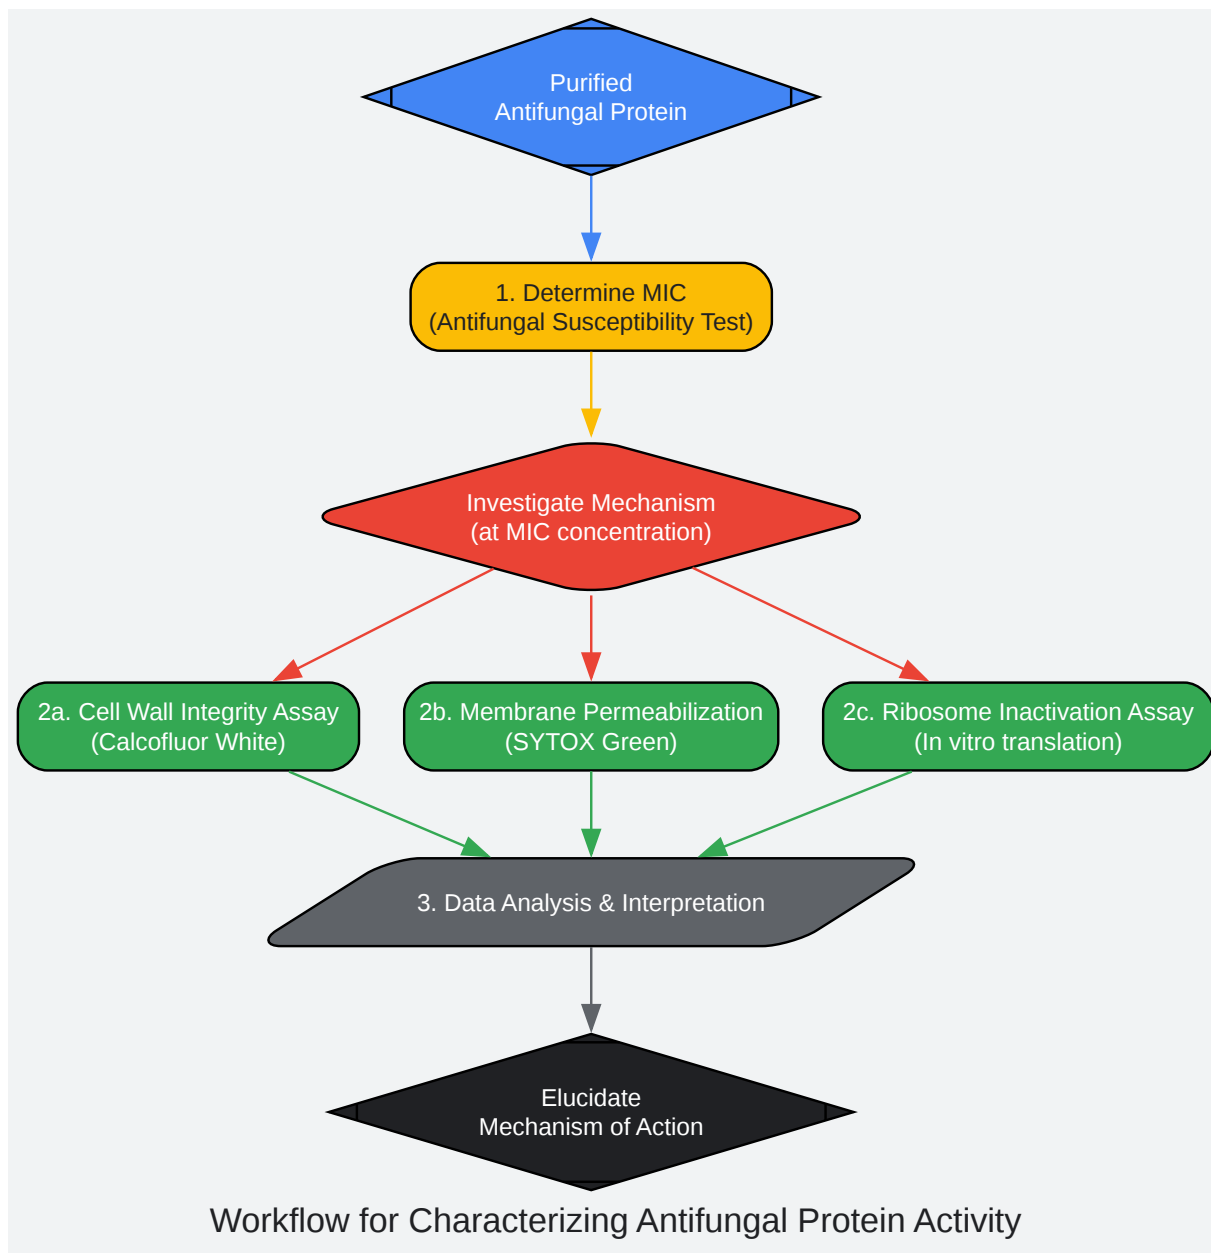 Purified
Antifungal Protein
1. Determine MIC
(Antifungal Susceptibility Test)
Investigate Mechanism
(at MIC concentration)
2a. Cell Wall Integrity Assay
(Calcofluor White)
2b. Membrane Permeabilization
(SYTOX Green)
2c. Ribosome Inactivation Assay
(In vitro translation)
3. Data Analysis & Interpretation
Elucidate
Mechanism of Action
Workflow for Characterizing Antifungal Protein Activity